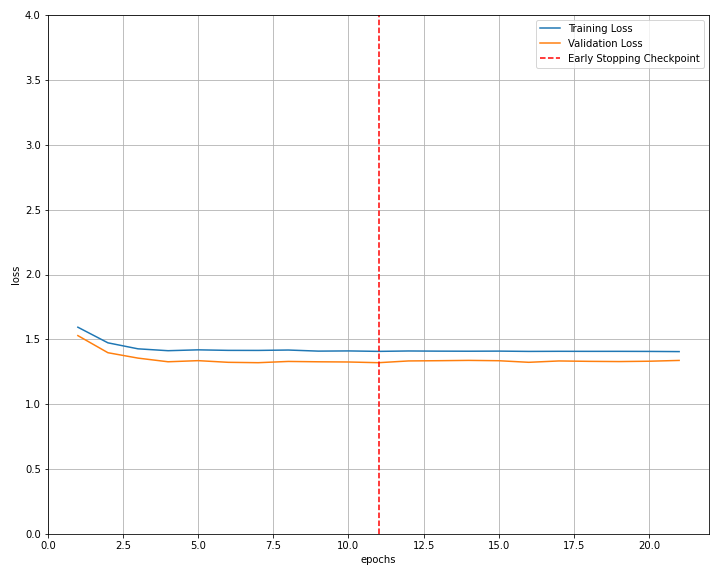 4.0
3.5
3.0
2.5
2.0
1.5
1.0
0.5
0.0
loss
0.0 2.5 5.0 7.5 10.0 12.5 15.0 17.5 20.0
epochs
Training Loss
Validation Loss
Early Stopping Checkpoint